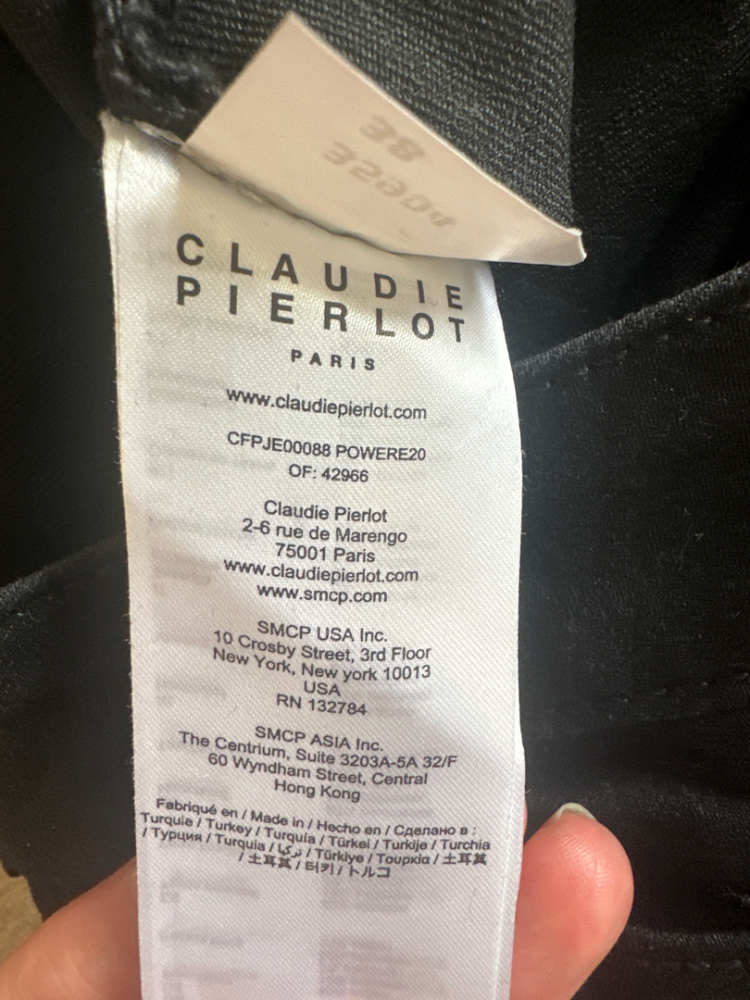 38
35904
CLAUDIE
PIERLOT
PARIS
www.claudiepierlot.com
CFPJE00088 POWERE20
OF: 42966
Claudie Pierlot
2-6 rue de Marengo
75001 Paris
www.claudiepierlot.com
www.smcp.com
SMCP USA Inc.
10 Crosby Street, 3rd Floor
New York, New york 10013
USA
RN 132784
SMCP ASIA Inc.
The Centrium, Suite 3203A-5A 32/F
60 Wyndham Street, Central
Hong Kong
Fabriqué en / Made in / Hecho en / Сделано в :
Turquie / Turkey / Turquía / Türkei / Turkije / Turchia
/ Турция / Turquia / تركيا / Türkiye / Τουρκία / 土耳其
/ 土耳其 / 터키 / トルコ